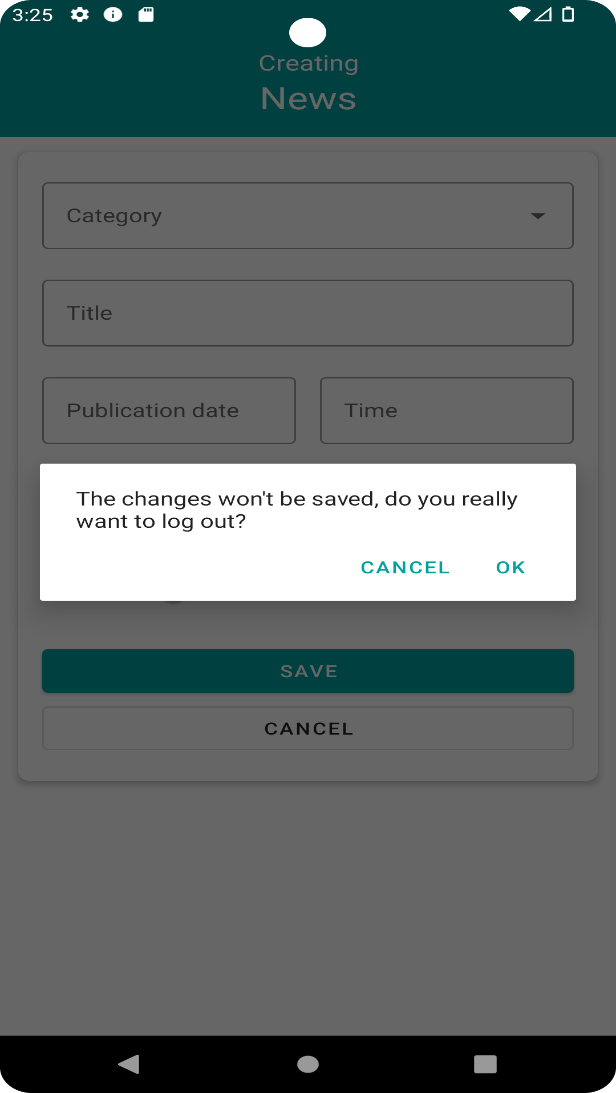 3:25
Creating
News
Category
Title
Publication date
Time
The changes won't be saved, do you really
want to log out?
CANCEL
OK
SAVE
CANCEL